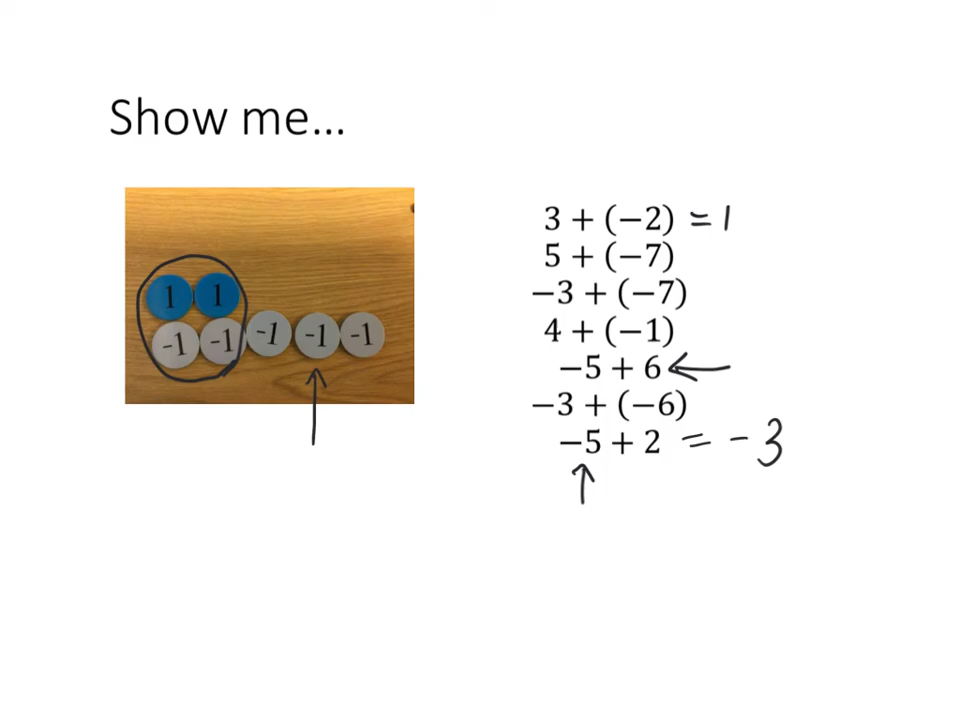 Show me...
1 1
-1 -1 -1 -1 -1
3 + (−2) = 1
5 + (−7)
−3 + (−7)
4 + (−1)
−5 + 6
−3 + (−6)
−5 + 2 = -3